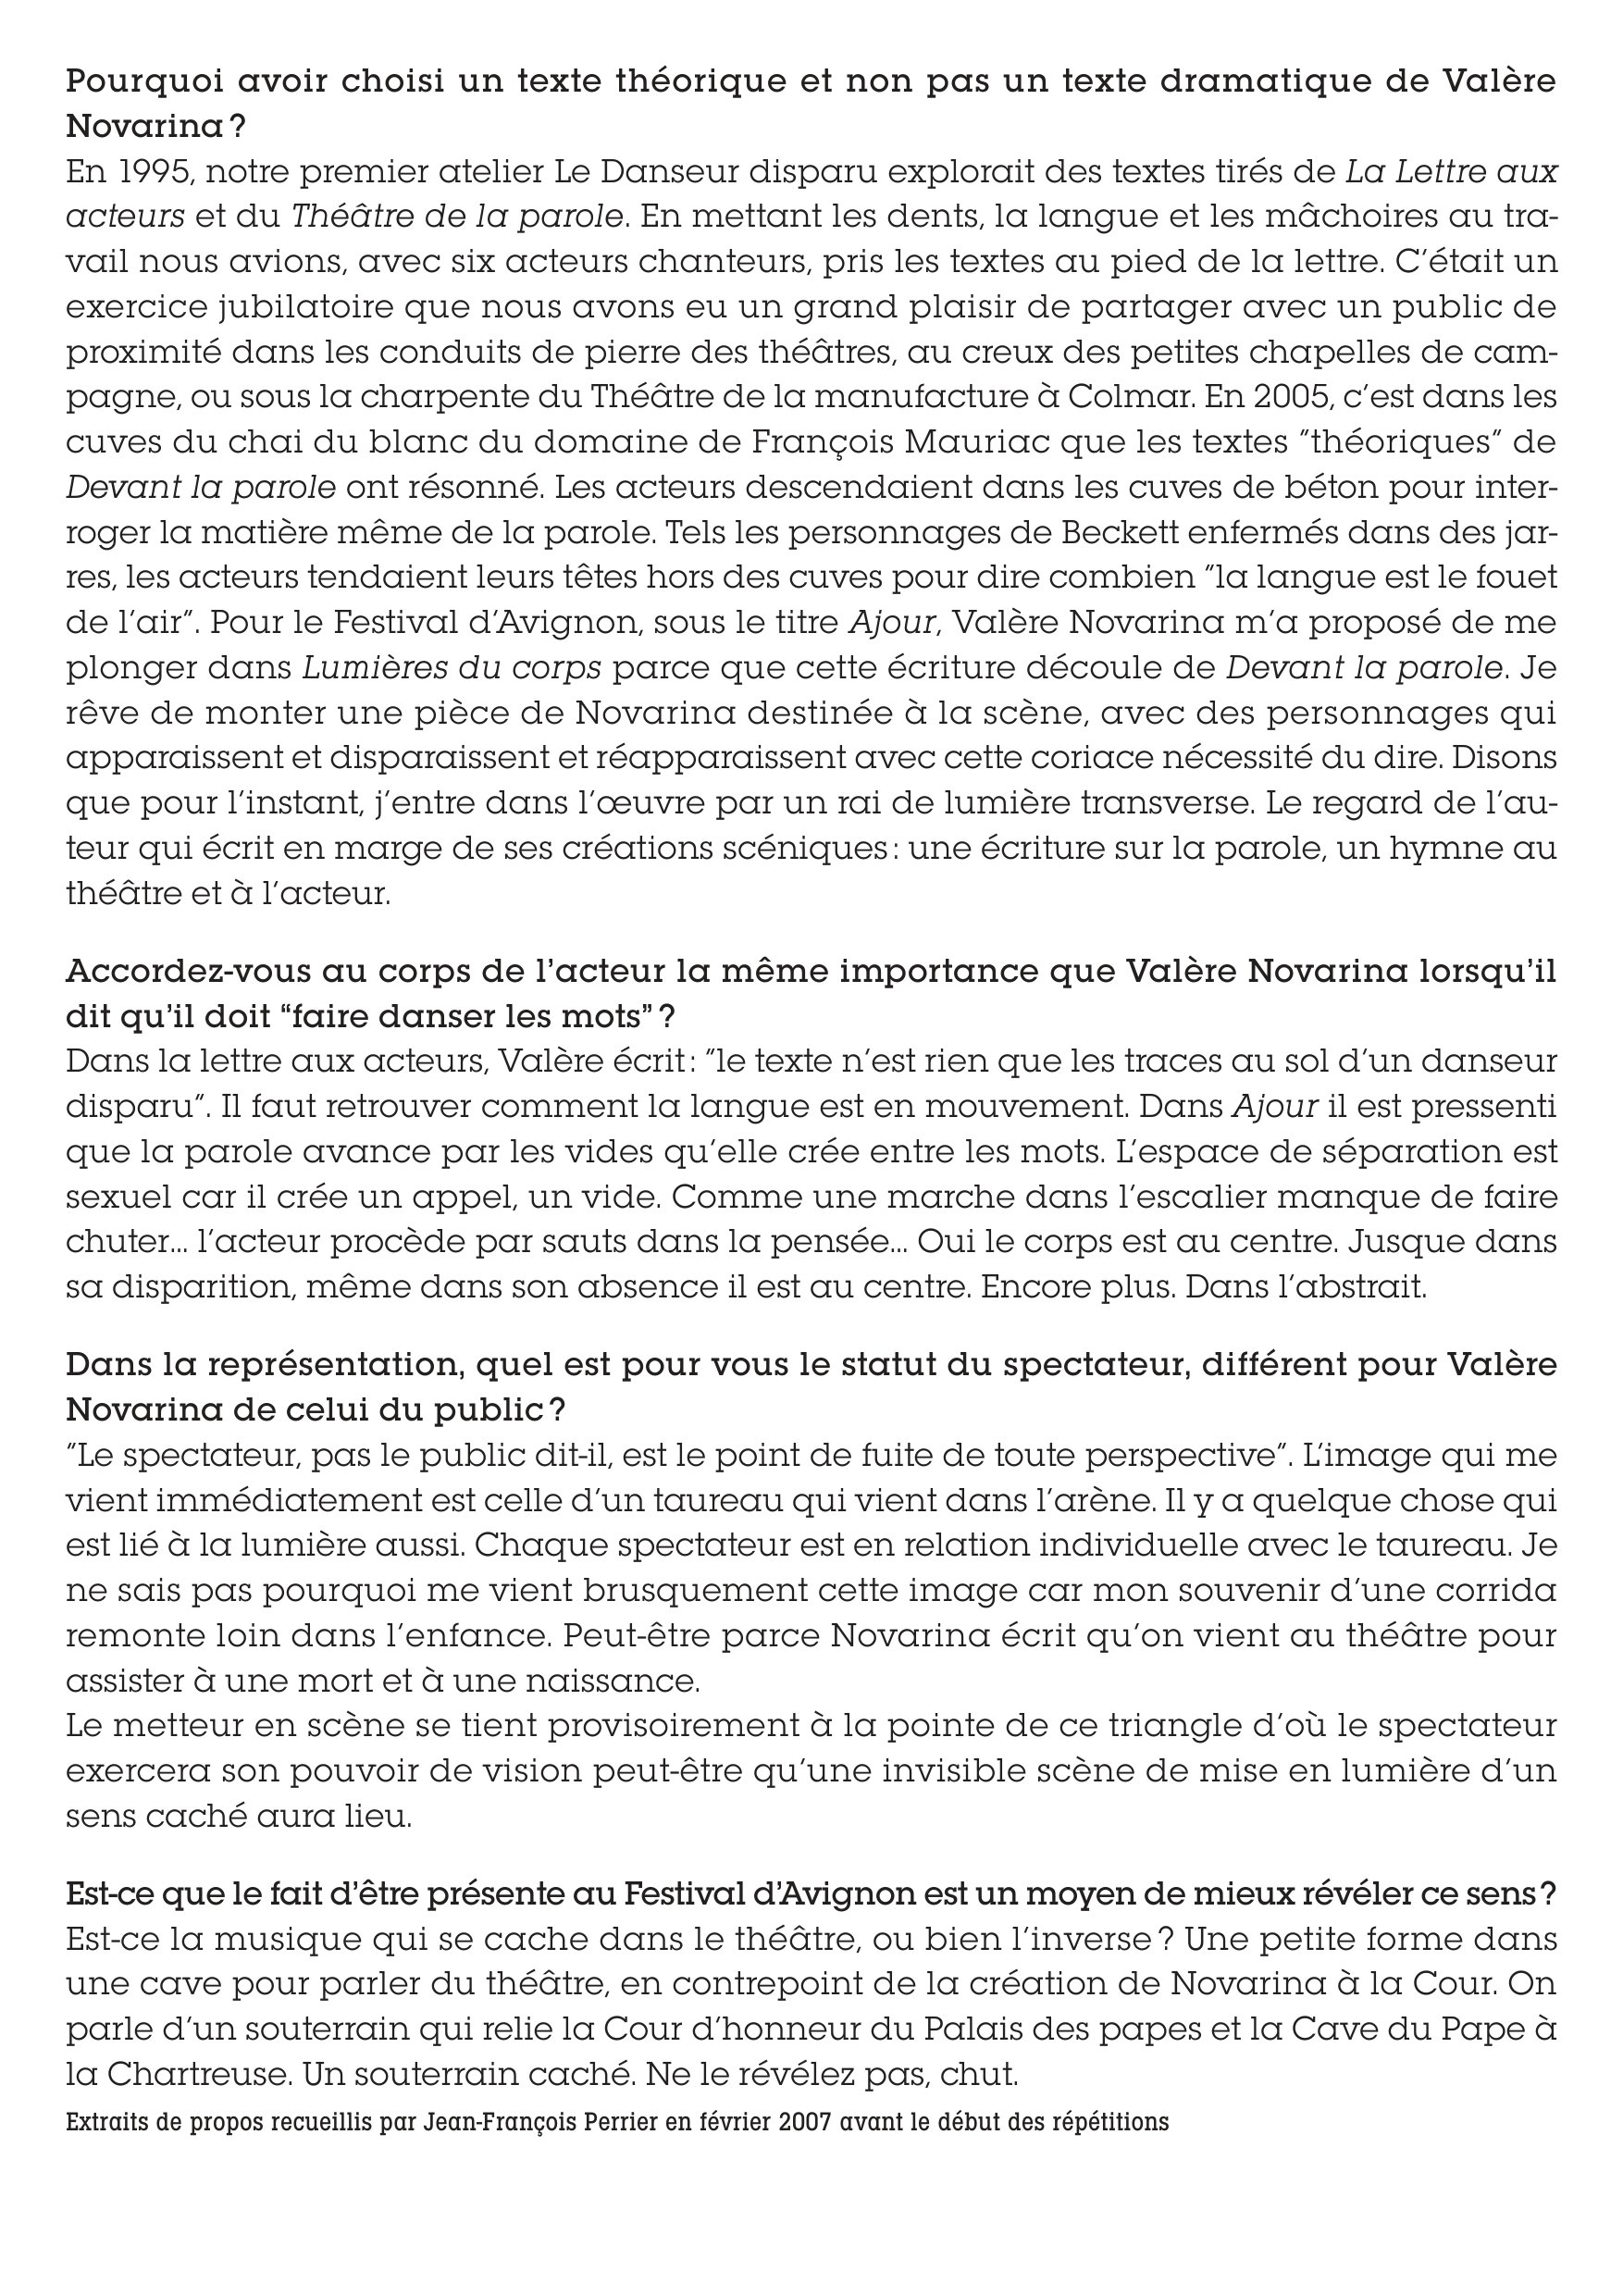 Pourquoi avoir choisi un texte théorique et non pas un texte dramatique de Valère
Novarina ?
En 1995, notre premier atelier Le Danseur disparu explorait des textes tirés de La Lettre aux
acteurs et du Théâtre de la parole. En mettant les dents, la langue et les mâchoires au tra-
vail nous avions, avec six acteurs chanteurs, pris les textes au pied de la lettre. C’était un
exercice jubilatoire que nous avons eu un grand plaisir de partager avec un public de
proximité dans les conduits de pierre des théâtres, au creux des petites chapelles de cam-
pagne, ou sous la charpente du Théâtre de la manufacture à Colmar. En 2005, c’est dans les
cuves du chai du blanc du domaine de François Mauriac que les textes "théoriques" de
Devant la parole ont résonné. Les acteurs descendaient dans les cuves de béton pour inter-
roger la matière même de la parole. Tels les personnages de Beckett enfermés dans des jar-
res, les acteurs tendaient leurs têtes hors des cuves pour dire combien "la langue est le fouet
de l’air". Pour le Festival d’Avignon, sous le titre Ajour, Valère Novarina m’a proposé de me
plonger dans Lumières du corps parce que cette écriture découle de Devant la parole. Je
rêve de monter une pièce de Novarina destinée à la scène, avec des personnages qui
apparaissent et disparaissent et réapparaissent avec cette coriace nécessité du dire. Disons
que pour l’instant, j’entre dans l’œuvre par un rai de lumière transverse. Le regard de l’au-
teur qui écrit en marge de ses créations scéniques : une écriture sur la parole, un hymne au
théâtre et à l’acteur.
Accordez-vous au corps de l’acteur la même importance que Valère Novarina lorsqu’il
dit qu’il doit “faire danser les mots” ?
Dans la lettre aux acteurs, Valère écrit : "le texte n’est rien que les traces au sol d’un danseur
disparu". Il faut retrouver comment la langue est en mouvement. Dans Ajour il est pressenti
que la parole avance par les vides qu’elle crée entre les mots. L’espace de séparation est
sexuel car il crée un appel, un vide. Comme une marche dans l’escalier manque de faire
chuter... l’acteur procède par sauts dans la pensée... Oui le corps est au centre. Jusque dans
sa disparition, même dans son absence il est au centre. Encore plus. Dans l’abstrait.
Dans la représentation, quel est pour vous le statut du spectateur, différent pour Valère
Novarina de celui du public ?
"Le spectateur, pas le public dit-il, est le point de fuite de toute perspective". L’image qui me
vient immédiatement est celle d’un taureau qui vient dans l’arène. Il y a quelque chose qui
est lié à la lumière aussi. Chaque spectateur est en relation individuelle avec le taureau. Je
ne sais pas pourquoi me vient brusquement cette image car mon souvenir d’une corrida
remonte loin dans l’enfance. Peut-être parce Novarina écrit qu’on vient au théâtre pour
assister à une mort et à une naissance.
Le metteur en scène se tient provisoirement à la pointe de ce triangle d’où le spectateur
exercera son pouvoir de vision peut-être qu’une invisible scène de mise en lumière d’un
sens caché aura lieu.
Est-ce que le fait d’être présente au Festival d’Avignon est un moyen de mieux révéler ce sens ?
Est-ce la musique qui se cache dans le théâtre, ou bien l’inverse ? Une petite forme dans
une cave pour parler du théâtre, en contrepoint de la création de Novarina à la Cour. On
parle d’un souterrain qui relie la Cour d’honneur du Palais des papes et la Cave du Pape à
la Chartreuse. Un souterrain caché. Ne le révélez pas, chut.
Extraits de propos recueillis par Jean-François Perrier en février 2007 avant le début des répétitions